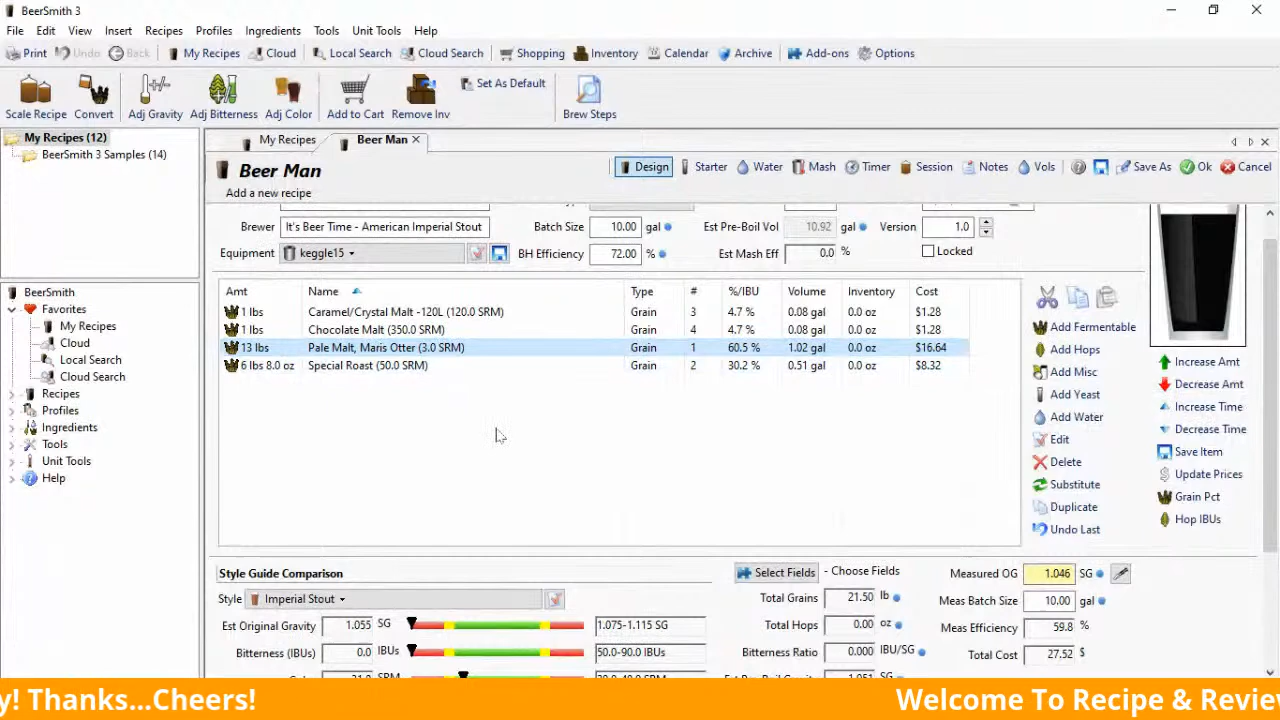 BeerSmith 3
File Edit View Insert Recipes Profiles Ingredients Tools Unit Tools Help
Print Undo Back My Recipes Cloud Local Search Cloud Search Shopping Inventory Calendar Archive Add-ons Options
Scale Recipe Convert Adj Gravity Adj Bitterness Adj Color Add to Cart Remove Inv Set As Default Brew Steps
My Recipes (12)
BeerSmith 3 Samples (14)
My Recipes Beer Man
Beer Man
Design Starter Water Mash Timer Session Notes Vols Save As Ok Cancel
Add a new recipe
Brewer It's Beer Time - American Imperial Stout Batch Size 10.00 gal Est Pre-Boil Vol 10.92 gal Version 1.0
Equipment keggle15 BH Efficiency 72.00 % Est Mash Eff 0.0 % Locked
Amt Name Type # %/IBU Volume Inventory Cost
1 lbs Caramel/Crystal Malt -120L (120.0 SRM) Grain 3 4.7 % 0.08 gal 0.0 oz $1.28
1 lbs Chocolate Malt (350.0 SRM) Grain 4 4.7 % 0.08 gal 0.0 oz $1.28
13 lbs Pale Malt, Maris Otter (3.0 SRM) Grain 1 60.5 % 1.02 gal 0.0 oz $16.64
6 lbs 8.0 oz Special Roast (50.0 SRM) Grain 2 30.2 % 0.51 gal 0.0 oz $8.32
BeerSmith
Favorites
My Recipes
Cloud
Local Search
Cloud Search
Recipes
Profiles
Ingredients
Tools
Unit Tools
Help
Add Fermentable
Add Hops
Add Misc
Add Yeast
Add Water
Edit
Delete
Substitute
Duplicate
Undo Last
Increase Amt
Decrease Amt
Increase Time
Decrease Time
Save Item
Update Prices
Grain Pct
Hop IBUs
Style Guide Comparison Select Fields - Choose Fields Measured OG 1.046 SG
Style Imperial Stout Total Grains 21.50 lb Meas Batch Size 10.00 gal
Est Original Gravity 1.055 SG 1.075-1.115 SG Total Hops 0.00 oz Meas Efficiency 59.8 %
Bitterness (IBUs) 0.0 IBUs 50.0-90.0 IBUs Bitterness Ratio 0.000 IBU/SG Total Cost 27.52 $
y! Thanks...Cheers! Welcome To Recipe & Review